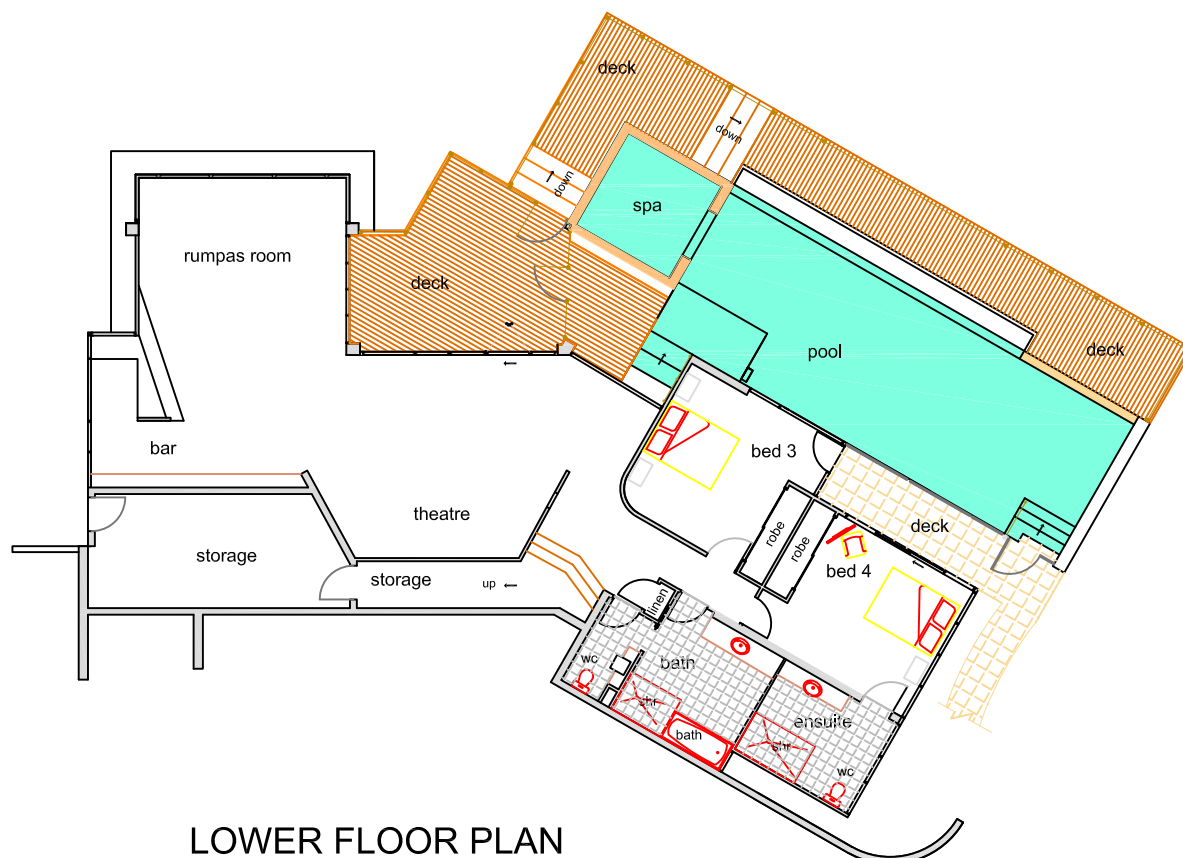 deck
down
down
spa
rumpas room
deck
pool
deck
bar
bed 3
theatre
deck
robe
robe
storage
storage
up
bed 4
linen
wc
bath
shr
bath
ensuite
shr
wc
LOWER FLOOR PLAN